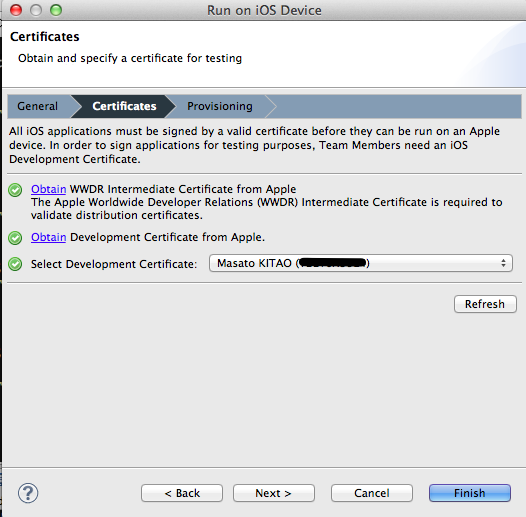 Run on iOS Device
Certificates
Obtain and specify a certificate for testing
General Certificates Provisioning
All iOS applications must be signed by a valid certificate before they can be run on an Apple
device. In order to sign applications for testing purposes, Team Members need an iOS
Development Certificate.
Obtain WWDR Intermediate Certificate from Apple
The Apple Worldwide Developer Relations (WWDR) Intermediate Certificate is required to
validate distribution certificates.
Obtain Development Certificate from Apple.
Select Development Certificate: Masato KITAO ( )
Refresh
? < Back Next > Cancel Finish